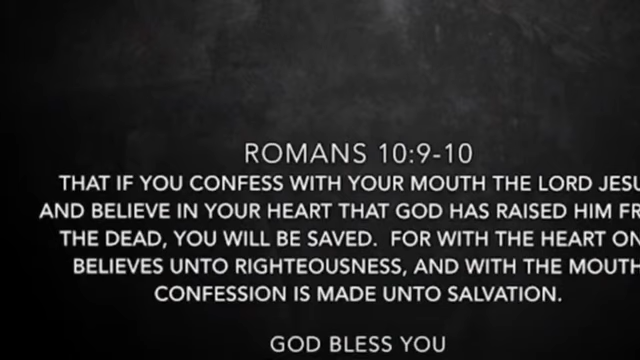 ROMANS 10:9-10
THAT IF YOU CONFESS WITH YOUR MOUTH THE LORD JESU
AND BELIEVE IN YOUR HEART THAT GOD HAS RAISED HIM FR
THE DEAD, YOU WILL BE SAVED. FOR WITH THE HEART ON
BELIEVES UNTO RIGHTEOUSNESS, AND WITH THE MOUTH
CONFESSION IS MADE UNTO SALVATION.
GOD BLESS YOU